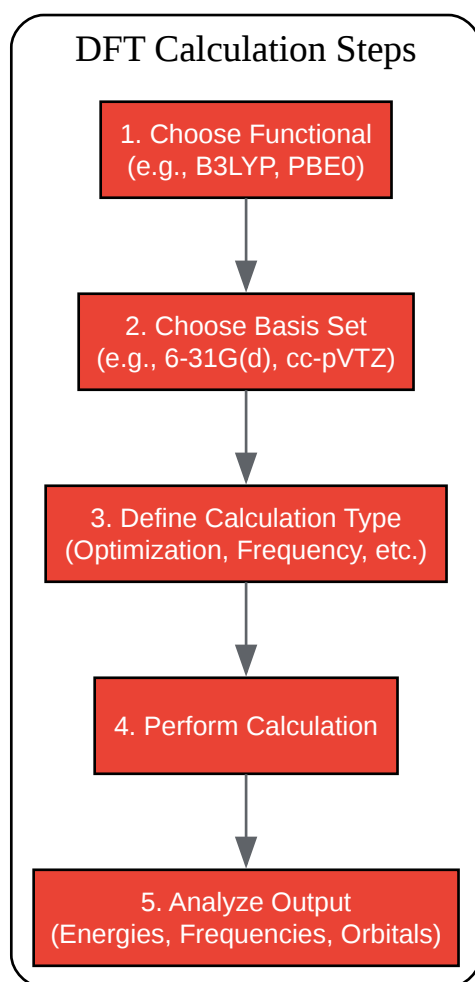 DFT Calculation Steps
1. Choose Functional
(e.g., B3LYP, PBE0)
2. Choose Basis Set
(e.g., 6-31G(d), cc-pVTZ)
3. Define Calculation Type
(Optimization, Frequency, etc.)
4. Perform Calculation
5. Analyze Output
(Energies, Frequencies, Orbitals)